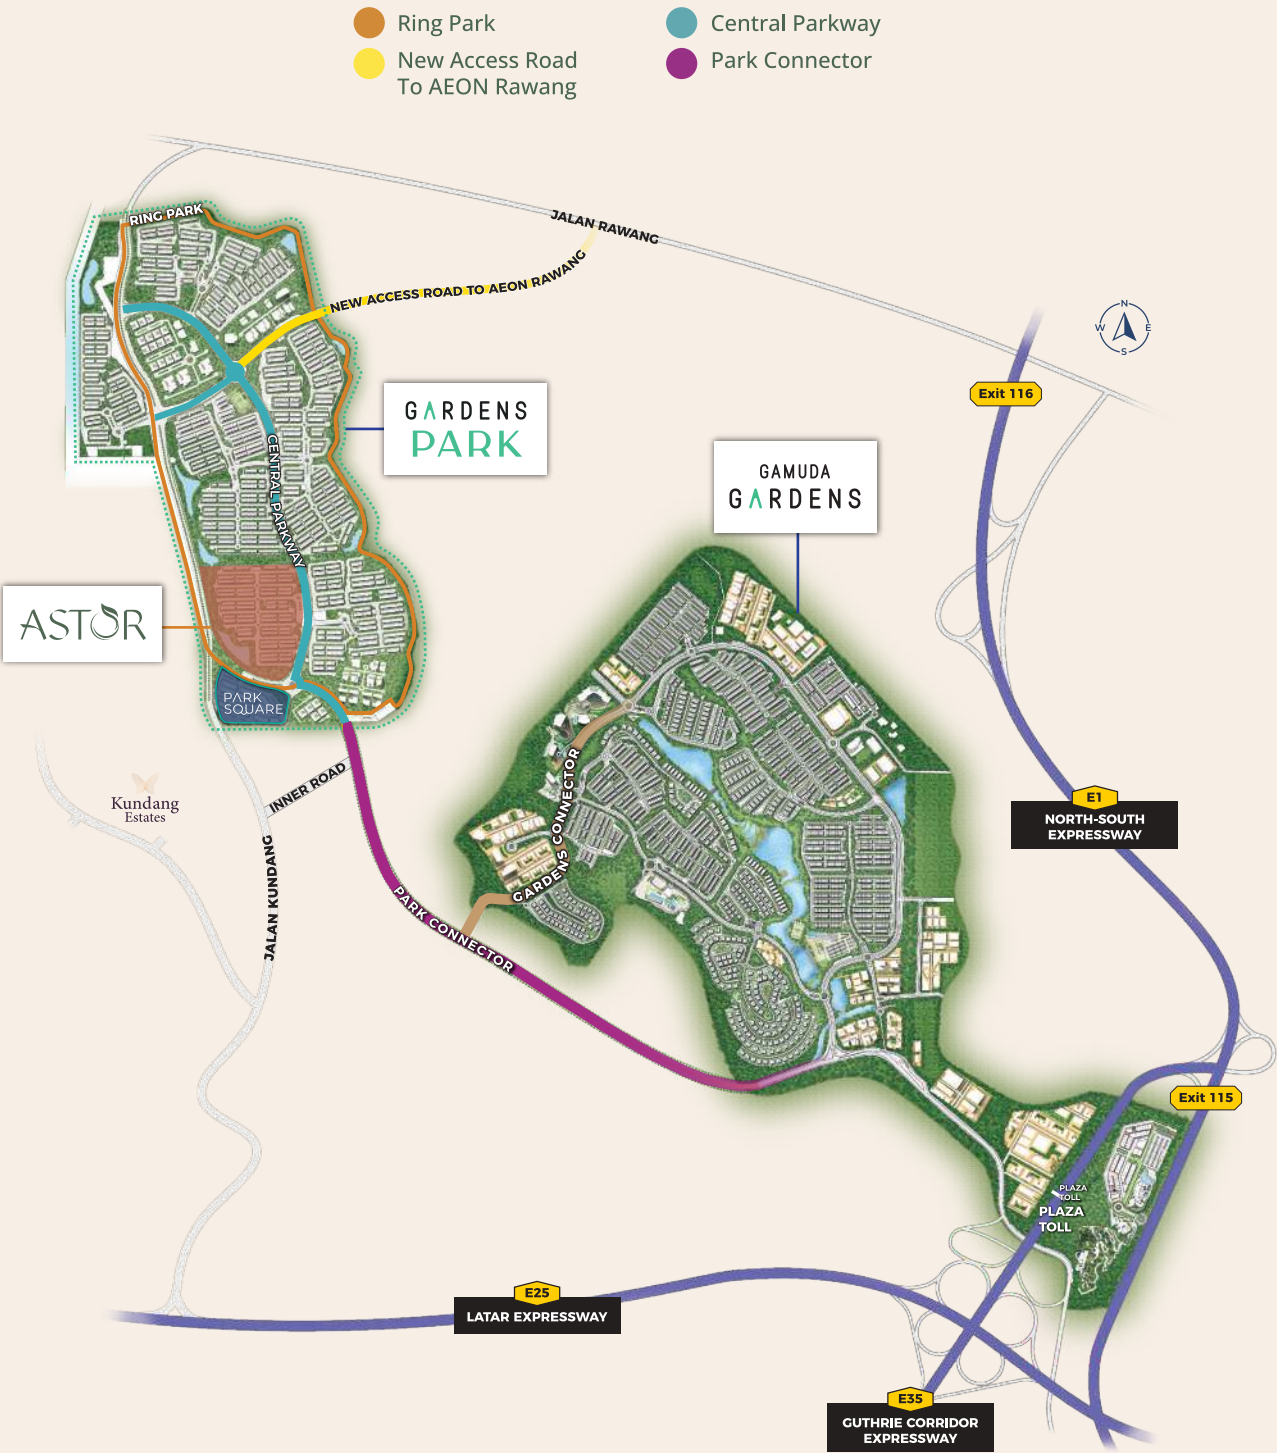 Ring Park
Central Parkway
New Access Road
To AEON Rawang
Park Connector
RING PARK
JALAN RAWANG
NEW ACCESS ROAD TO AEON RAWANG
N
W E
S
Exit 116
GARDENS
PARK
CENTRAL PARKWAY
GAMUDA
GARDENS
ASTOR
PARK
SQUARE
INNER ROAD
Kundang
Estates
JALAN KUNDANG
GARDENS CONNECTOR
PARK CONNECTOR
E1
NORTH-SOUTH
EXPRESSWAY
Exit 115
PLAZA
TOLL
PLAZA
TOLL
E25
LATAR EXPRESSWAY
E35
GUTHRIE CORRIDOR
EXPRESSWAY